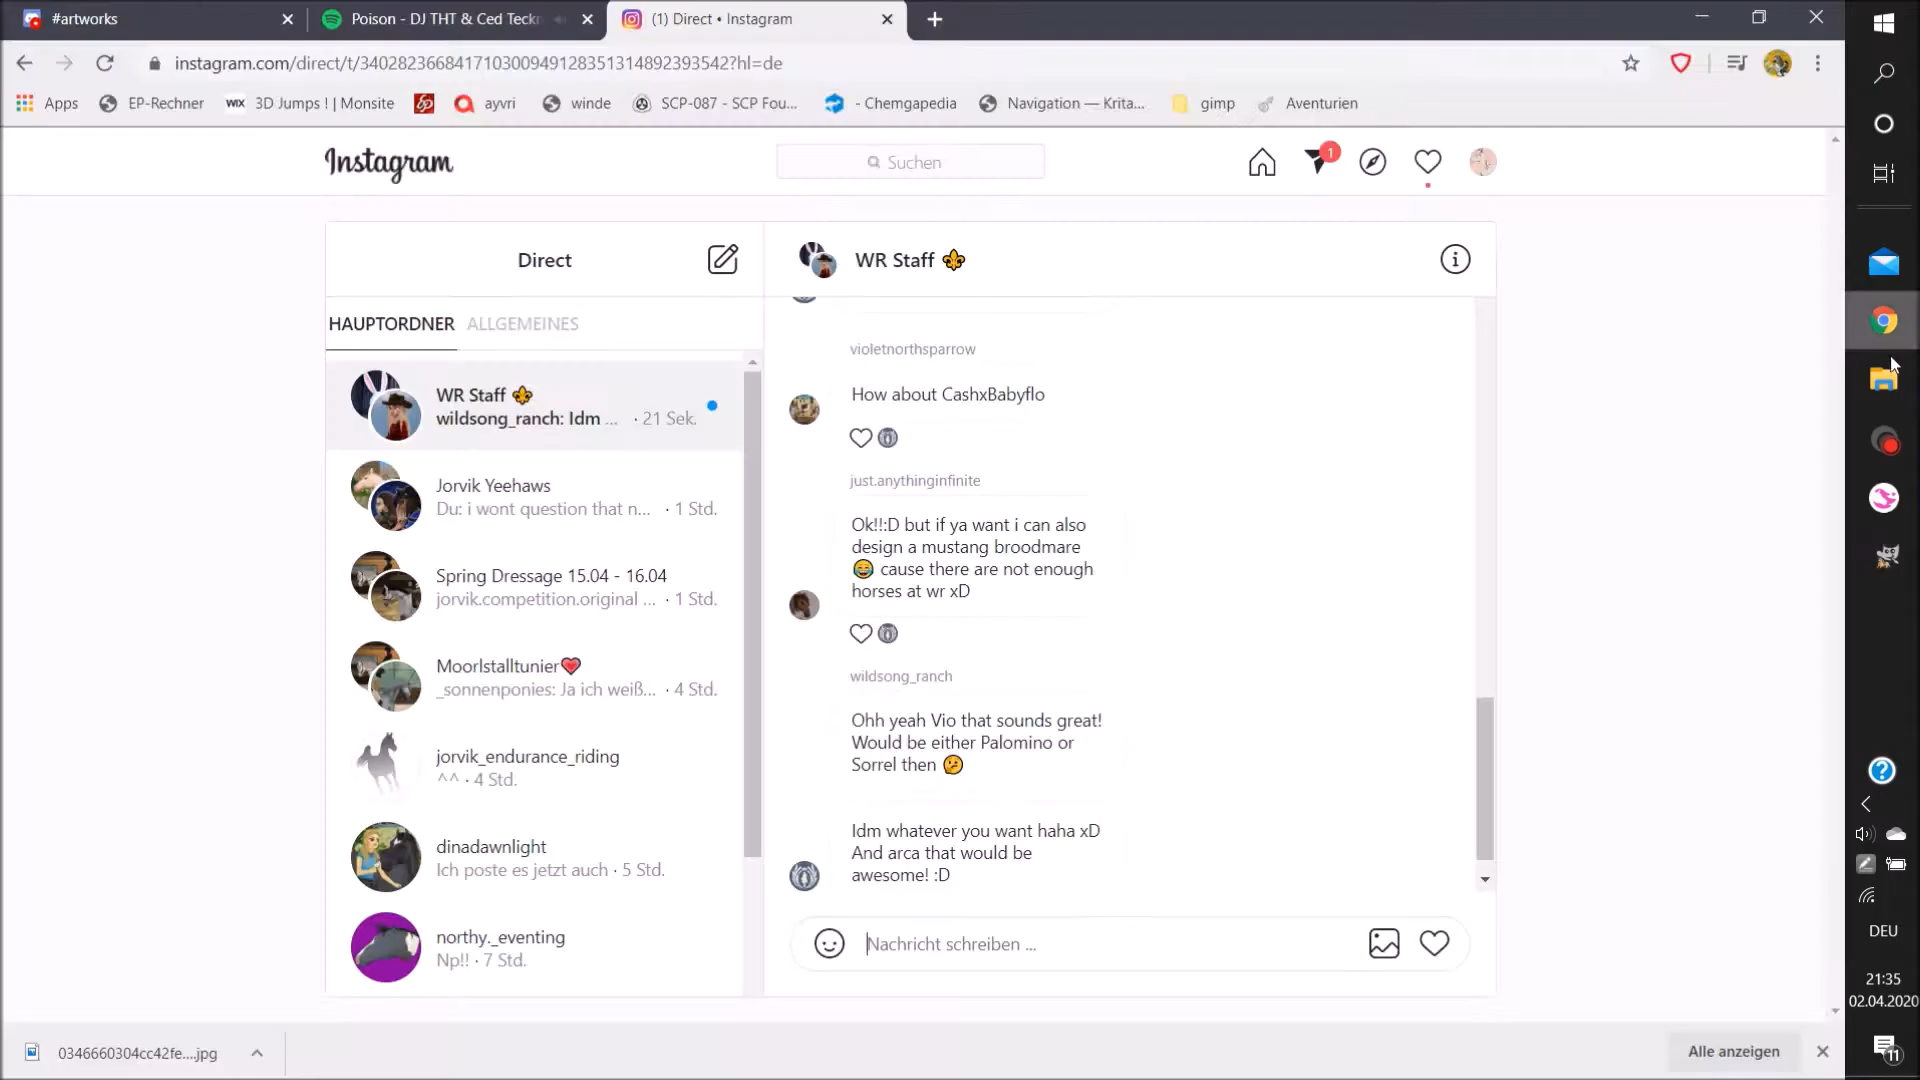 #artworks
Poison - DJ THT & Ced Teckn
(1) Direct • Instagram
instagram.com/direct/t/340282366841710300949128351314892393542?hl=de
Apps
EP-Rechner
WiX
3D Jumps ! | Monsite
ayvri
winde
SCP-087 - SCP Fou...
- Chemgapedia
Navigation — Krita...
gimp
Aventurien
Instagram
Suchen
1
Direct
WR Staff ⚜
HAUPTORDNER ALLGEMEINES
WR Staff ⚜
wildsong_ranch: Idm ... · 21 Sek.
Jorvik Yeehaws
Du: i wont question that n... · 1 Std.
Spring Dressage 15.04 - 16.04
jorvik.competition.original ... · 1 Std.
Moorlstalltunier❤
_sonnenponies: Ja ich weiß... · 4 Std.
jorvik_endurance_riding
^^ · 4 Std.
dinadawnlight
Ich poste es jetzt auch · 5 Std.
northy._eventing
Np!! · 7 Std.
violetnorthsparrow
How about CashxBabyflo
just.anythinginfinite
Ok!!:D but if ya want i can also
design a mustang broodmare
😂 cause there are not enough
horses at wr xD
wildsong_ranch
Ohh yeah Vio that sounds great!
Would be either Palomino or
Sorrel then 🤔
Idm whatever you want haha xD
And arca that would be
awesome! :D
Nachricht schreiben ...
0346660304cc42fe....jpg
Alle anzeigen
DEU
21:35
02.04.2020
11